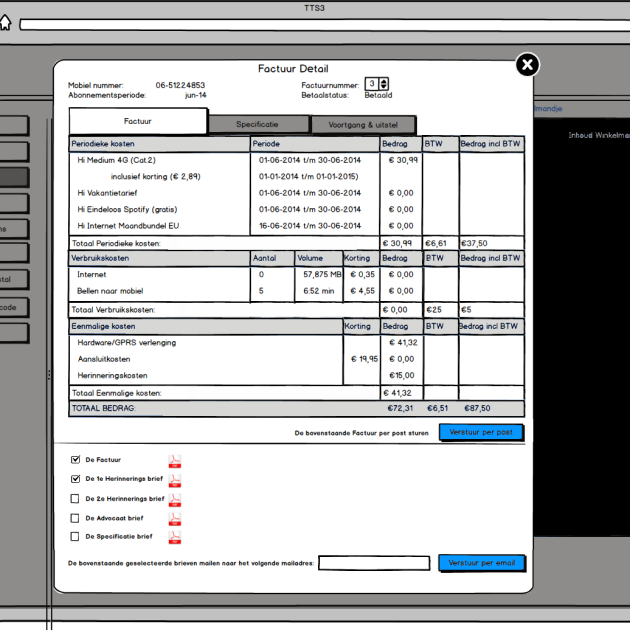 TTS3
Factuur Detail
Mobiel nummer: 06-51224853 Factuurnummer: 3
Abonnementsperiode: jun-14 Betaalstatus: Betaald
lmandje
Factuur Specificatie Voortgang & uitstel
Inhoud Winkelma
Periodieke kosten Periode Bedrag BTW Bedrag incl BTW
Hi Medium 4G (Cat.2) 01-06-2014 t/m 30-06-2014 € 30,99
inclusief korting (€ 2,89) 01-01-2014 t/m 01-01-2015)
Hi Vakantietarief 01-06-2014 t/m 30-06-2014 € 0,00
Hi Eindeloos Spotify (gratis) 01-06-2014 t/m 30-06-2014 € 0,00
Hi Internet Maandbundel EU 16-06-2014 t/m 30-06-2014 € 0,00
Totaal Periodieke kosten: € 30,99 €6,61 €37,50
Verbruikskosten Aantal Volume Korting Bedrag BTW Bedrag incl BTW
Internet 0 57,875 MB € 0,35 € 0,00
Bellen naar mobiel 5 6:52 min € 4,55 € 0,00
Totaal Verbruikskosten: € 0,00 €25 €5
Eenmalige kosten Korting Bedrag BTW Bedrag incl BTW
Hardware/GPRS verlenging € 41,32
Aansluitkosten € 19,95 € 0,00
Herinneringskosten €15,00
Totaal Eenmalige kosten: € 41,32
TOTAAL BEDRAG: €72,31 €6,51 €87,50
De bovenstaande Factuur per post sturen Verstuur per post
De Factuur
De 1e Herinnerings brief
De 2e Herinnerings brief
De Advocaat brief
De Specificatie brief
De bovenstaande geselecteerde brieven mailen naar het volgende mailadres: Verstuur per email
ns
tal
code